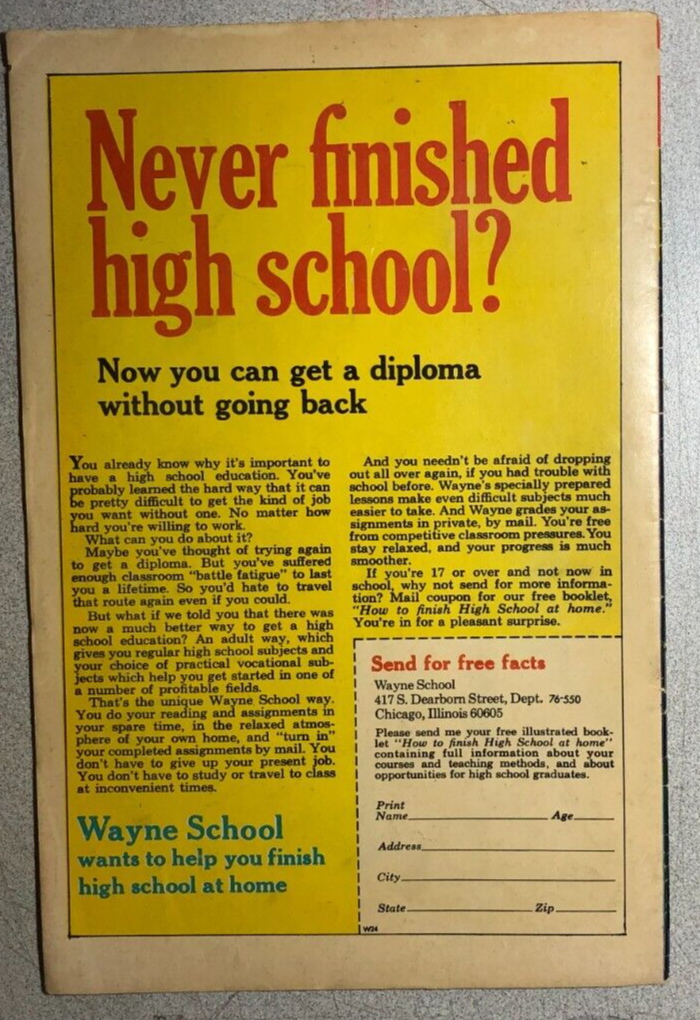 Never finished
high school?
Now you can get a diploma
without going back
You already know why it's important to
have a high school education. You've
probably learned the hard way that it can
be pretty difficult to get the kind of job
you want without one. No matter how
hard you're willing to work.
What can you do about it?
Maybe you've thought of trying again
to get a diploma. But you've suffered
enough classroom "battle fatigue" to last
you a lifetime. So you'd hate to travel
that route again even if you could.
But what if we told you that there was
now a much better way to get a high
school education? An adult way, which
gives you regular high school subjects and
your choice of practical vocational sub-
jects which help you get started in one of
a number of profitable fields.
That's the unique Wayne School way.
You do your reading and assignments in
your spare time, in the relaxed atmos-
phere of your own home, and "turn in"
your completed assignments by mail. You
don't have to give up your present job.
You don't have to study or travel to class
at inconvenient times.
Wayne School
wants to help you finish
high school at home
And you needn't be afraid of dropping
out all over again, if you had trouble with
school before. Wayne's specially prepared
lessons make even difficult subjects much
easier to take. And Wayne grades your as-
signments in private, by mail. You're free
from competitive classroom pressures. You
stay relaxed, and your progress is much
smoother.
If you're 17 or over and not now in
school, why not send for more informa-
tion? Mail coupon for our free booklet,
"How to finish High School at home."
You're in for a pleasant surprise.
Send for free facts
Wayne School
417 S. Dearborn Street, Dept. 76-550
Chicago, Illinois 60605
Please send me your free illustrated book-
let "How to finish High School at home"
containing full information about your
courses and teaching methods, and about
opportunities for high school graduates.
Print
Name Age
Address
City
State Zip
W24